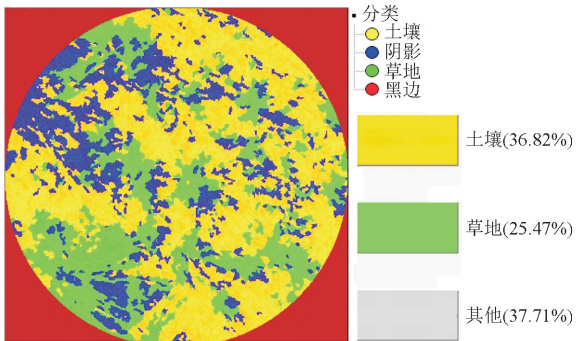 分类
土壤
阴影
草地
黑边
土壤(36.82%)
草地(25.47%)
其他(37.71%)